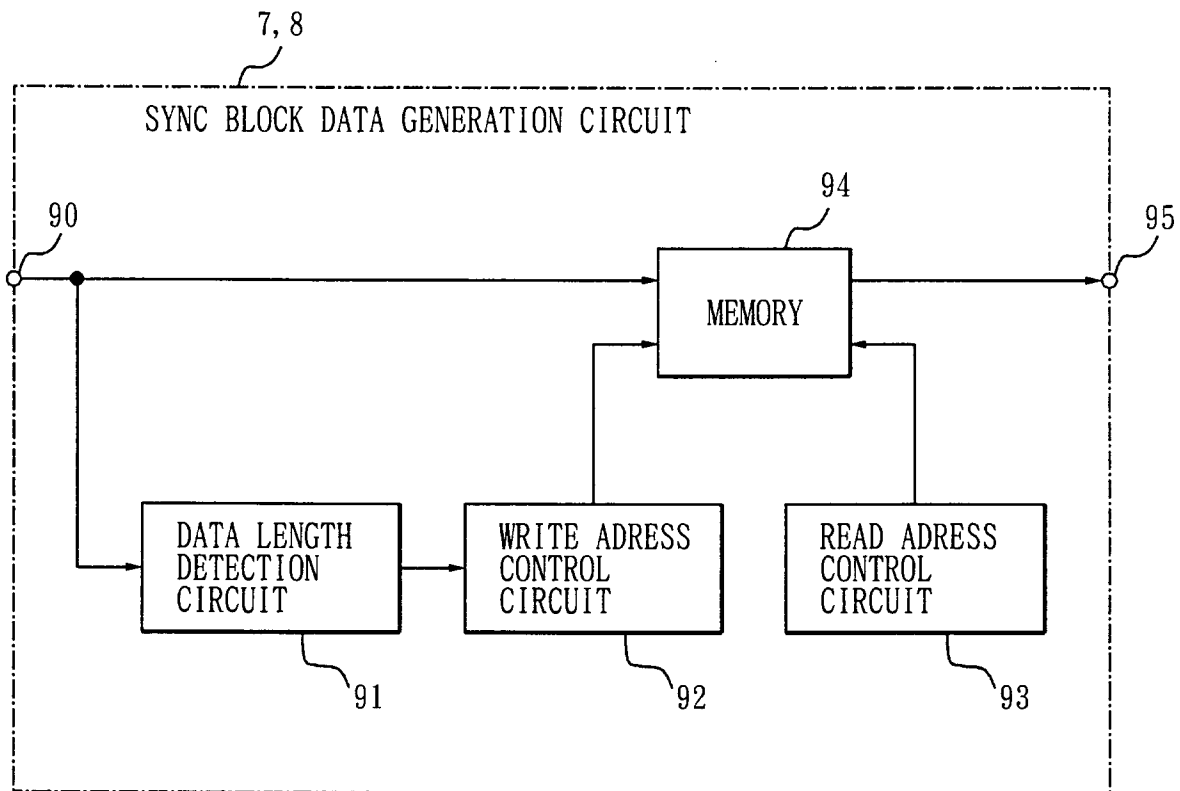 7, 8
SYNC BLOCK DATA GENERATION CIRCUIT
90
94
95
MEMORY
DATA LENGTH
DETECTION
CIRCUIT
WRITE ADRESS
CONTROL
CIRCUIT
READ ADRESS
CONTROL
CIRCUIT
91
92
93